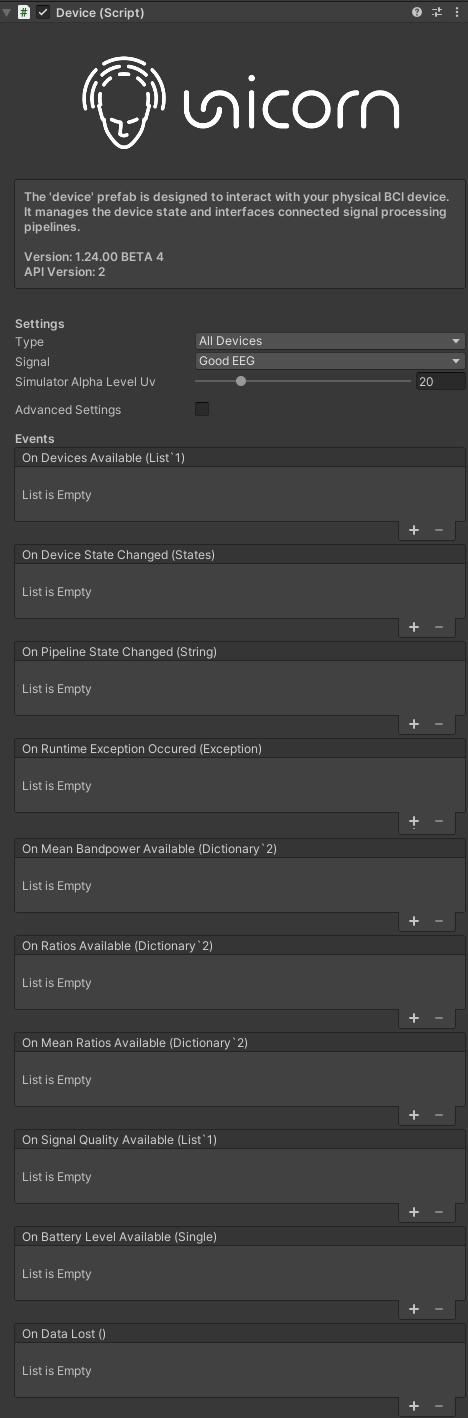 Device (Script)
unicorn
The 'device' prefab is designed to interact with your physical BCI device.
It manages the device state and interfaces connected signal processing
pipelines.
Version: 1.24.00 BETA 4
API Version: 2
Settings
Type All Devices
Signal Good EEG
Simulator Alpha Level Uv 20
Advanced Settings
Events
On Devices Available (List`1)
List is Empty
+ −
On Device State Changed (States)
List is Empty
+ −
On Pipeline State Changed (String)
List is Empty
+ −
On Runtime Exception Occured (Exception)
List is Empty
+ −
On Mean Bandpower Available (Dictionary`2)
List is Empty
+ −
On Ratios Available (Dictionary`2)
List is Empty
+ −
On Mean Ratios Available (Dictionary`2)
List is Empty
+ −
On Signal Quality Available (List`1)
List is Empty
+ −
On Battery Level Available (Single)
List is Empty
+ −
On Data Lost ()
List is Empty
+ −